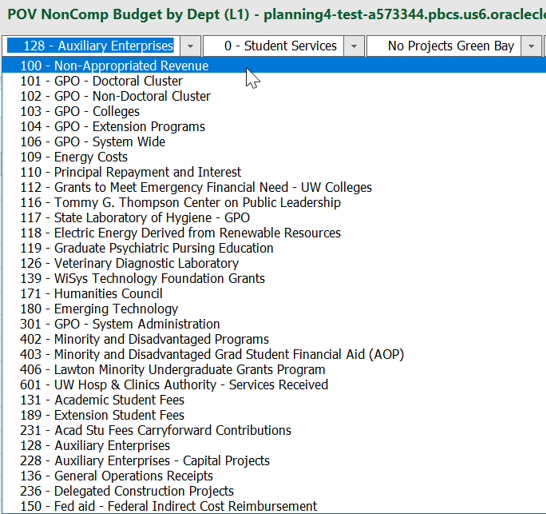 POV NonComp Budget by Dept (L1) - planning4-test-a573344.pbcs.us6.oraclecl
128 - Auxiliary Enterprises 0 - Student Services No Projects Green Bay
100 - Non-Appropriated Revenue
101 - GPO - Doctoral Cluster
102 - GPO - Non-Doctoral Cluster
103 - GPO - Colleges
104 - GPO - Extension Programs
106 - GPO - System Wide
109 - Energy Costs
110 - Principal Repayment and Interest
112 - Grants to Meet Emergency Financial Need - UW Colleges
116 - Tommy G. Thompson Center on Public Leadership
117 - State Laboratory of Hygiene - GPO
118 - Electric Energy Derived from Renewable Resources
119 - Graduate Psychiatric Pursing Education
126 - Veterinary Diagnostic Laboratory
139 - WiSys Technology Foundation Grants
171 - Humanities Council
180 - Emerging Technology
301 - GPO - System Administration
402 - Minority and Disadvantaged Programs
403 - Minority and Disadvantaged Grad Student Financial Aid (AOP)
406 - Lawton Minority Undergraduate Grants Program
601 - UW Hosp & Clinics Authority - Services Received
131 - Academic Student Fees
189 - Extension Student Fees
231 - Acad Stu Fees Carryforward Contributions
128 - Auxiliary Enterprises
228 - Auxiliary Enterprises - Capital Projects
136 - General Operations Receipts
236 - Delegated Construction Projects
150 - Fed aid - Federal Indirect Cost Reimbursement